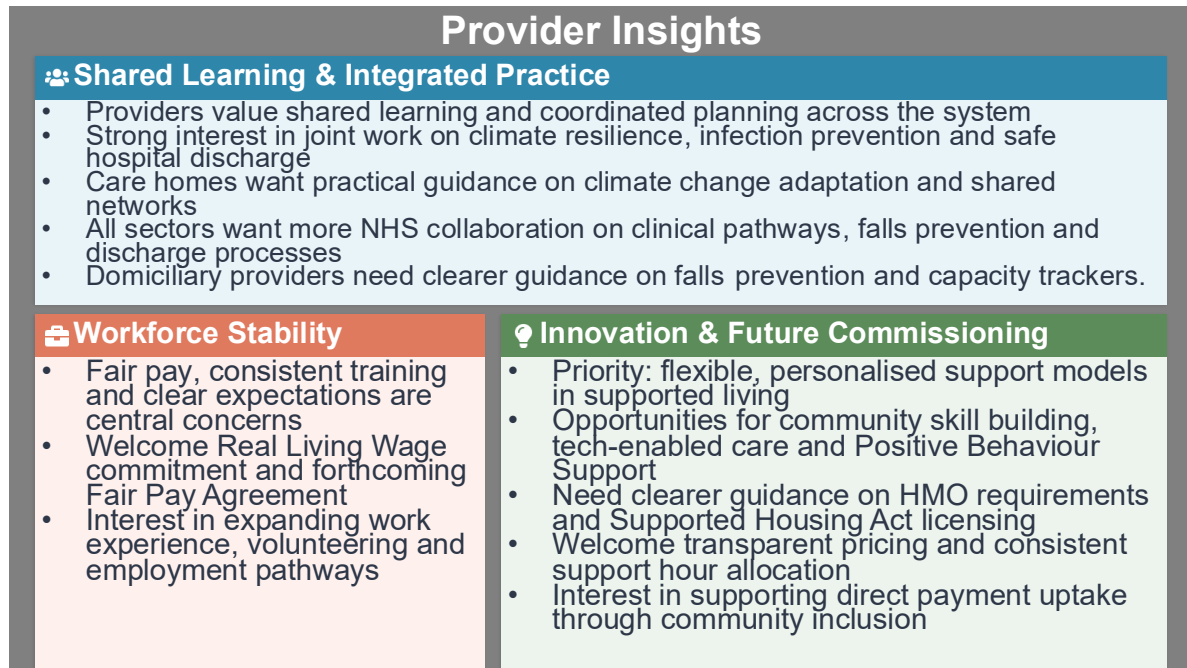 Provider Insights
Shared Learning & Integrated Practice
• Providers value shared learning and coordinated planning across the system
• Strong interest in joint work on climate resilience, infection prevention and safe
hospital discharge
• Care homes want practical guidance on climate change adaptation and shared
networks
• All sectors want more NHS collaboration on clinical pathways, falls prevention and
discharge processes
• Domiciliary providers need clearer guidance on falls prevention and capacity trackers.
Workforce Stability
• Fair pay, consistent training
and clear expectations are
central concerns
• Welcome Real Living Wage
commitment and forthcoming
Fair Pay Agreement
• Interest in expanding work
experience, volunteering and
employment pathways
Innovation & Future Commissioning
• Priority: flexible, personalised support models
in supported living
• Opportunities for community skill building,
tech-enabled care and Positive Behaviour
Support
• Need clearer guidance on HMO requirements
and Supported Housing Act licensing
• Welcome transparent pricing and consistent
support hour allocation
• Interest in supporting direct payment uptake
through community inclusion